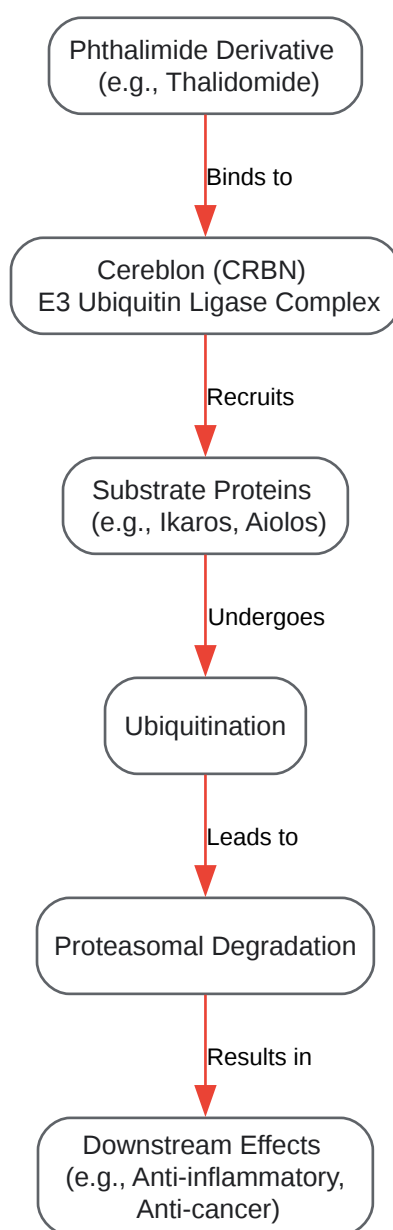 Phthalimide Derivative
(e.g., Thalidomide)
Binds to
Cereblon (CRBN)
E3 Ubiquitin Ligase Complex
Recruits
Substrate Proteins
(e.g., Ikaros, Aiolos)
Undergoes
Ubiquitination
Leads to
Proteasomal Degradation
Results in
Downstream Effects
(e.g., Anti-inflammatory,
Anti-cancer)